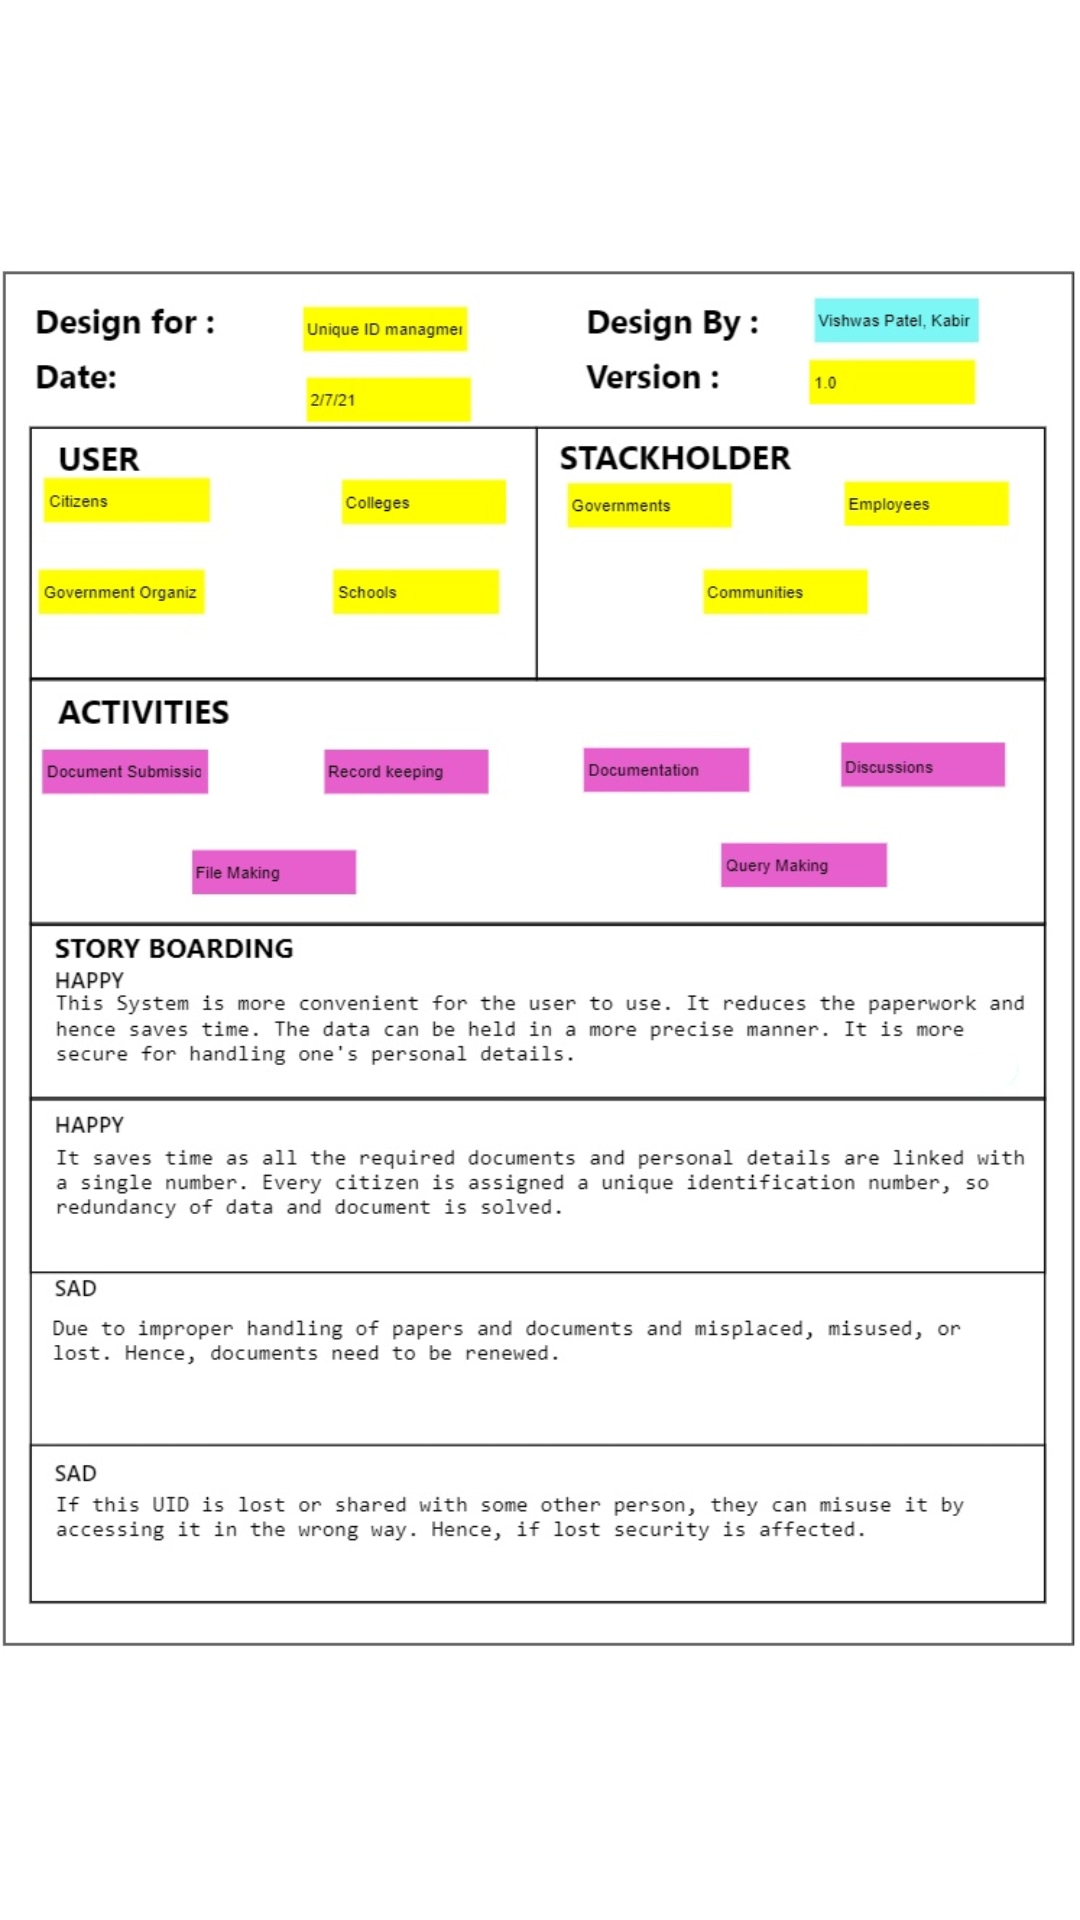 Design for :
Unique ID managmer
Design By :
Vishwas Patel, Kabir
Date:
2/7/21
Version :
1.0
USER
Citizens
Colleges
Government Organiz
Schools
STACKHOLDER
Governments
Employees
Communities
ACTIVITIES
Document Submissic
Record keeping
Documentation
Discussions
File Making
Query Making
STORY BOARDING
HAPPY
This System is more convenient for the user to use. It reduces the paperwork and
hence saves time. The data can be held in a more precise manner. It is more
secure for handling one's personal details.
HAPPY
It saves time as all the required documents and personal details are linked with
a single number. Every citizen is assigned a unique identification number, so
redundancy of data and document is solved.
SAD
Due to improper handling of papers and documents and misplaced, misused, or
lost. Hence, documents need to be renewed.
SAD
If this UID is lost or shared with some other person, they can misuse it by
accessing it in the wrong way. Hence, if lost security is affected.